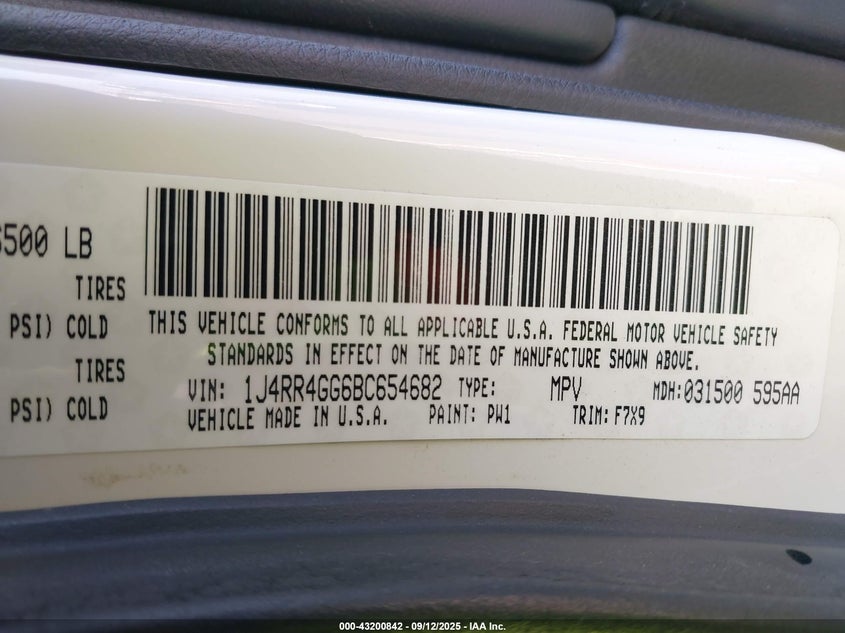 6500 LB
TIRES
PSI) COLD
TIRES
PSI) COLD
THIS VEHICLE CONFORMS TO ALL APPLICABLE U.S.A. FEDERAL MOTOR VEHICLE SAFETY
STANDARDS IN EFFECT ON THE DATE OF MANUFACTURE SHOWN ABOVE.
VIN: 1J4RR4GG6BC654682 TYPE: MPV MDH:031500 595AA
VEHICLE MADE IN U.S.A. PAINT: PW1 TRIM: F7X9
000-43200842 - 09/12/2025 - IAA Inc.